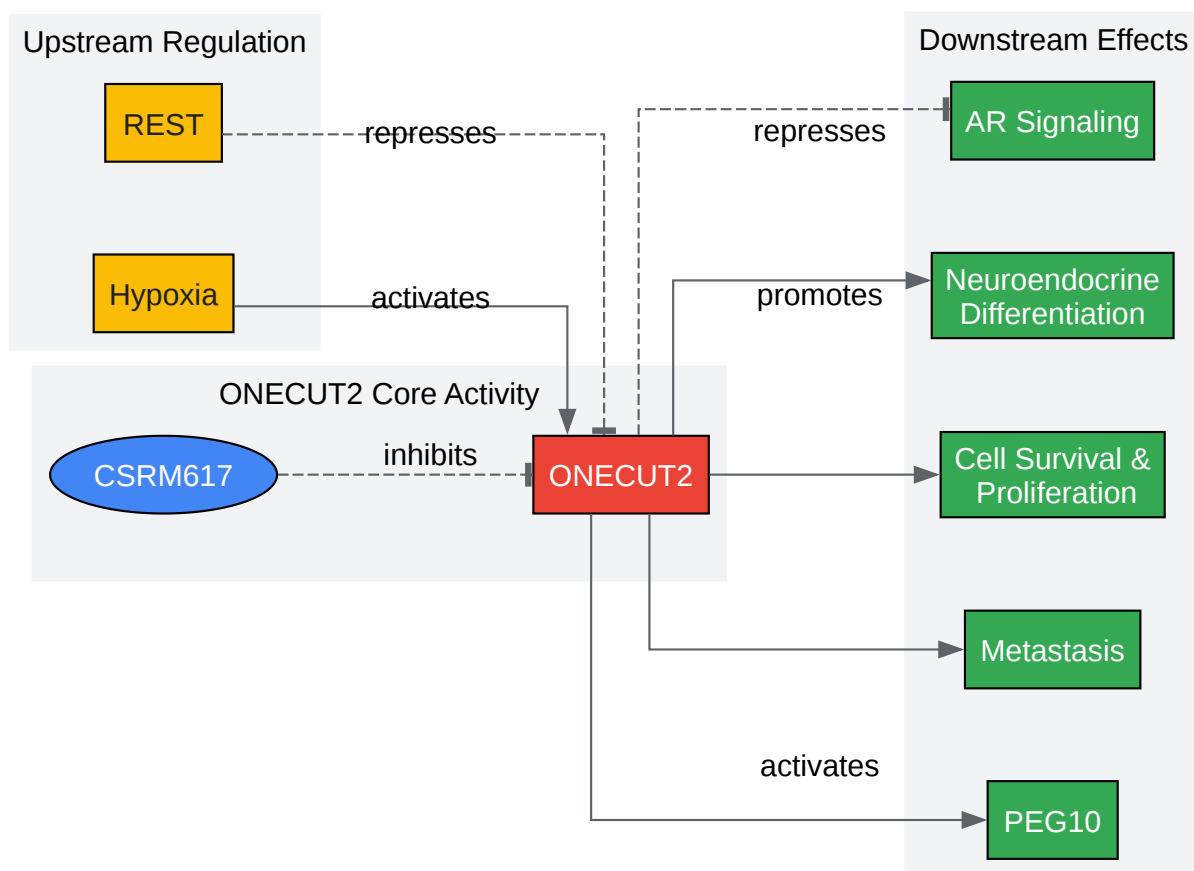 Upstream Regulation
Downstream Effects
REST
represses
represses
AR Signaling
Hypoxia
activates
promotes
Neuroendocrine
Differentiation
ONECUT2 Core Activity
CSRM617
inhibits
ONECUT2
Cell Survival &
Proliferation
Metastasis
activates
PEG10